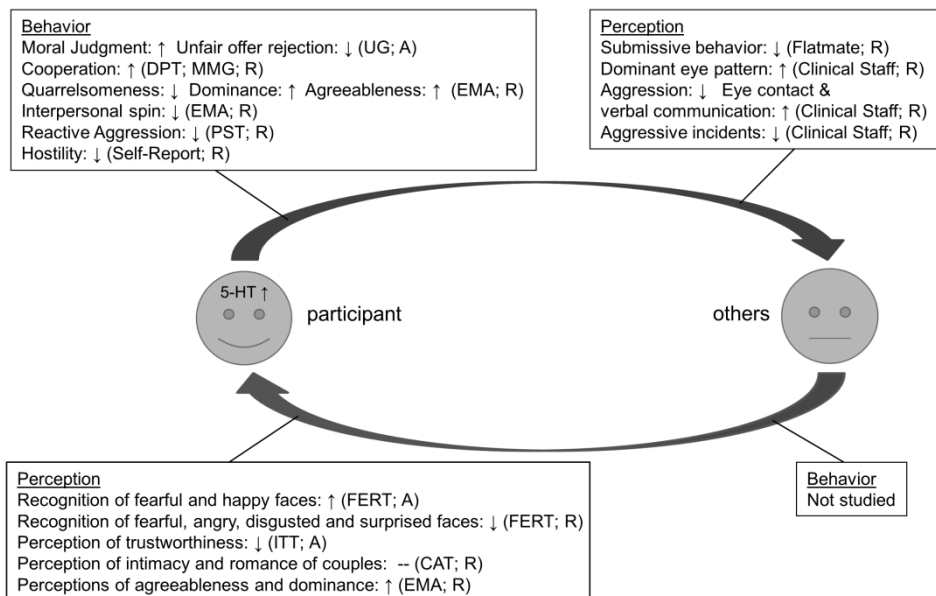 Behavior
Moral Judgment: ↑ Unfair offer rejection: ↓ (UG; A)
Cooperation: ↑ (DPT; MMG; R)
Quarrelsomeness: ↓ Dominance: ↑ Agreeableness: ↑ (EMA; R)
Interpersonal spin: ↓ (EMA; R)
Reactive Aggression: ↓ (PST; R)
Hostility: ↓ (Self-Report; R)
Perception
Submissive behavior: ↓ (Flatmate; R)
Dominant eye pattern: ↑ (Clinical Staff; R)
Aggression: ↓ Eye contact &
verbal communication: ↑ (Clinical Staff; R)
Aggressive incidents: ↓ (Clinical Staff; R)
5-HT ↑
participant
others
Perception
Recognition of fearful and happy faces: ↑ (FERT; A)
Recognition of fearful, angry, disgusted and surprised faces: ↓ (FERT; R)
Perception of trustworthiness: ↓ (ITT; A)
Perception of intimacy and romance of couples: -- (CAT; R)
Perceptions of agreeableness and dominance: ↑ (EMA; R)
Behavior
Not studied